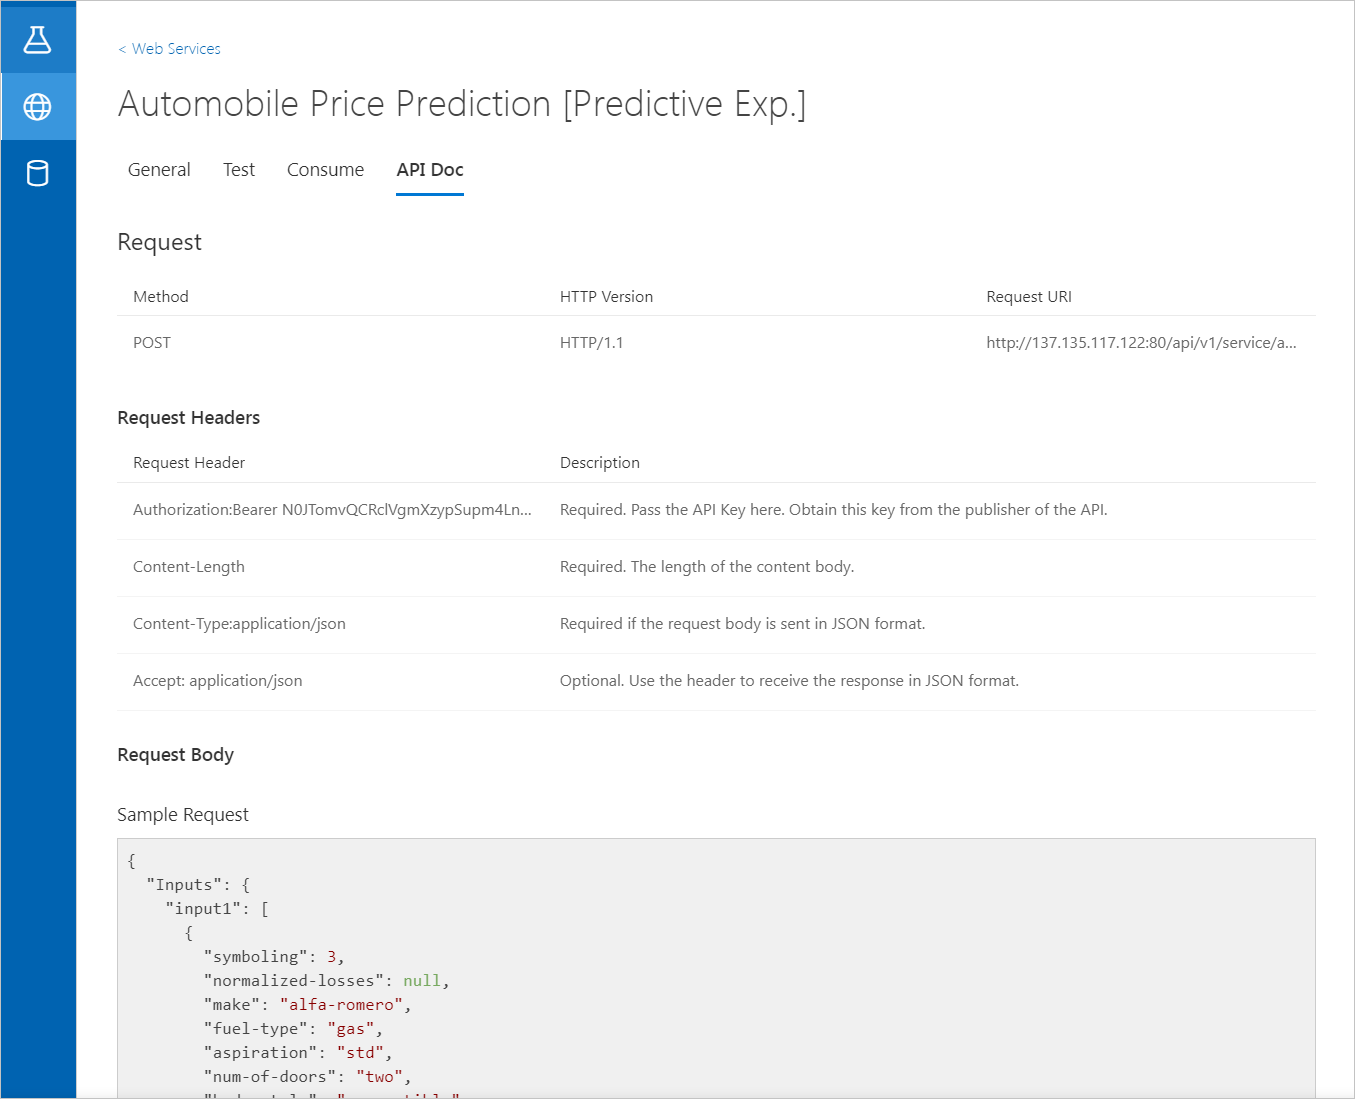 < Web Services
Automobile Price Prediction [Predictive Exp.]
General Test Consume API Doc
Request
Method HTTP Version Request URI
POST HTTP/1.1 http://137.135.117.122:80/api/v1/service/a...
Request Headers
Request Header Description
Authorization:Bearer N0JTomvQCRclVgmXzypSupm4Ln... Required. Pass the API Key here. Obtain this key from the publisher of the API.
Content-Length Required. The length of the content body.
Content-Type:application/json Required if the request body is sent in JSON format.
Accept: application/json Optional. Use the header to receive the response in JSON format.
Request Body
Sample Request
{
"Inputs": {
"input1": [
{
"symboling": 3,
"normalized-losses": null,
"make": "alfa-romero",
"fuel-type": "gas",
"aspiration": "std",
"num-of-doors": "two",